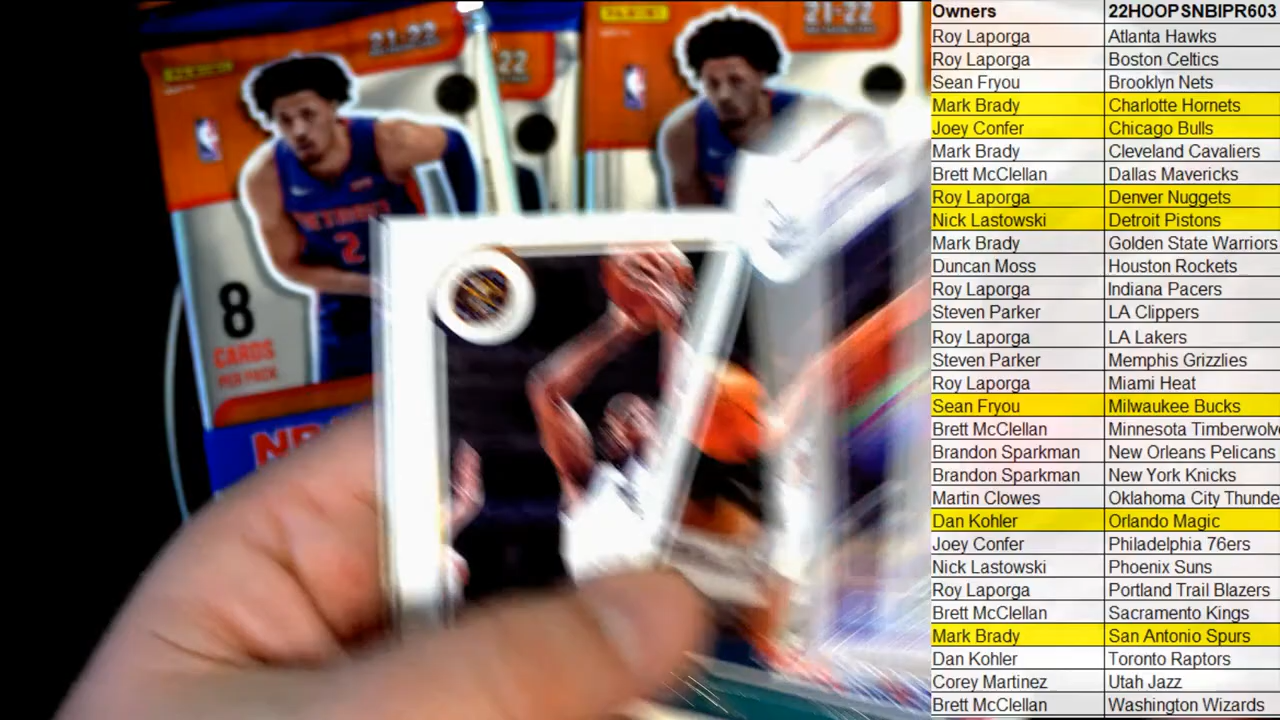 21-22
PANINI
21-22
22
DETROIT
2
8
CARDS
PER PACK
Owners 22HOOPSNBIPR603
Roy Laporga Atlanta Hawks
Roy Laporga Boston Celtics
Sean Fryou Brooklyn Nets
Mark Brady Charlotte Hornets
Joey Confer Chicago Bulls
Mark Brady Cleveland Cavaliers
Brett McClellan Dallas Mavericks
Roy Laporga Denver Nuggets
Nick Lastowski Detroit Pistons
Mark Brady Golden State Warriors
Duncan Moss Houston Rockets
Roy Laporga Indiana Pacers
Steven Parker LA Clippers
Roy Laporga LA Lakers
Steven Parker Memphis Grizzlies
Roy Laporga Miami Heat
Sean Fryou Milwaukee Bucks
Brett McClellan Minnesota Timberwolv
Brandon Sparkman New Orleans Pelicans
Brandon Sparkman New York Knicks
Martin Clowes Oklahoma City Thunde
Dan Kohler Orlando Magic
Joey Confer Philadelphia 76ers
Nick Lastowski Phoenix Suns
Roy Laporga Portland Trail Blazers
Brett McClellan Sacramento Kings
Mark Brady San Antonio Spurs
Dan Kohler Toronto Raptors
Corey Martinez Utah Jazz
Brett McClellan Washington Wizards